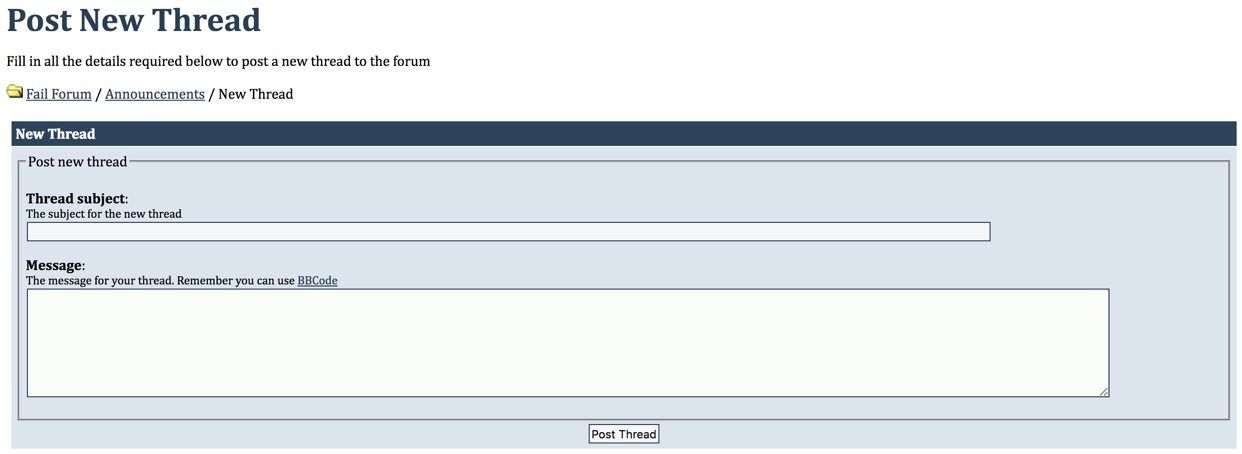 Post New Thread
Fill in all the details required below to post a new thread to the forum
Fail Forum / Announcements / New Thread
New Thread
Post new thread
Thread subject:
The subject for the new thread
Message:
The message for your thread. Remember you can use BBCode
Post Thread